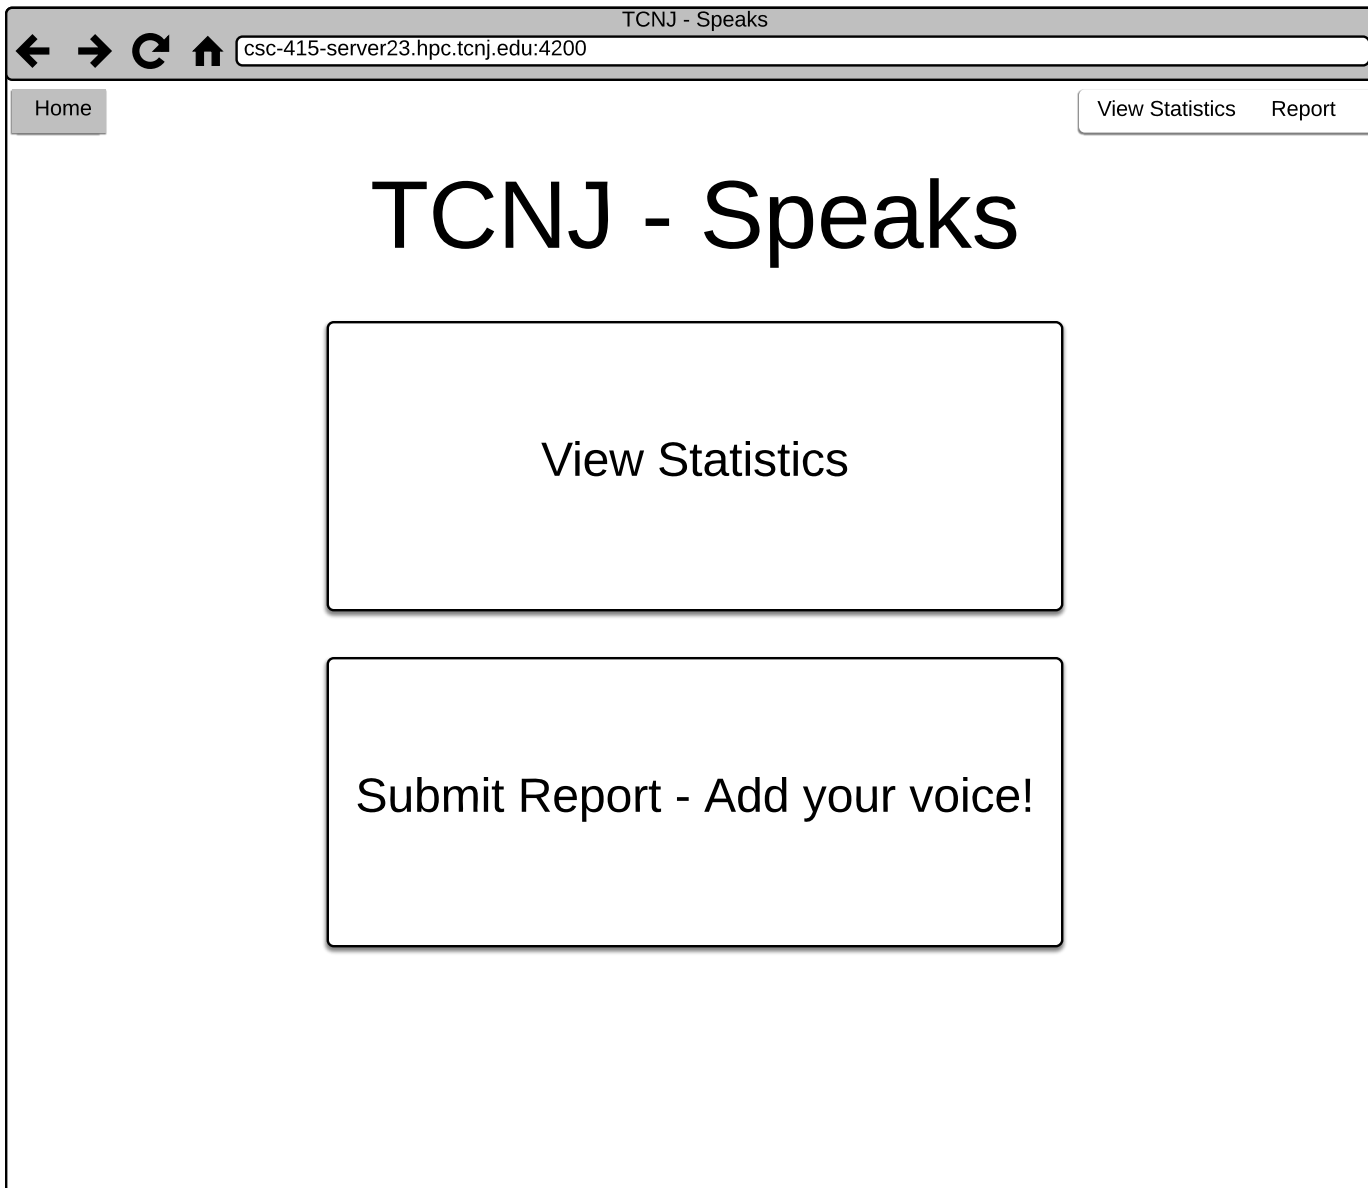 TCNJ - Speaks
csc-415-server23.hpc.tcnj.edu:4200
Home
View Statistics Report
TCNJ - Speaks
View Statistics
Submit Report - Add your voice!